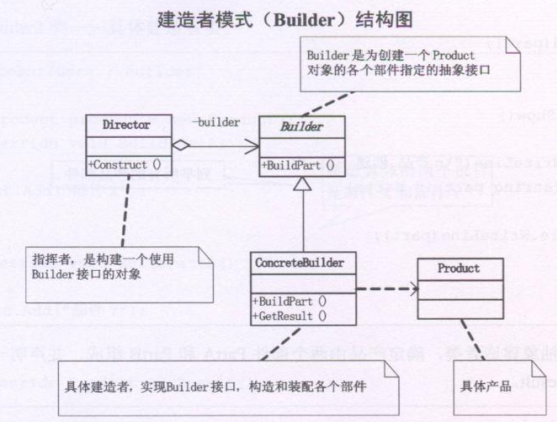 建造者模式（Builder）结构图
Builder是为创建一个Product
对象的各个部件指定的抽象接口
Director
-builder
Builder
+Construct ()
+BuildPart ()
指挥者，是构建一个使用
Builder接口的对象
ConcreteBuilder
Product
+BuildPart ()
+GetResult ()
具体建造者，实现Builder接口，构造和装配各个部件
具体产品